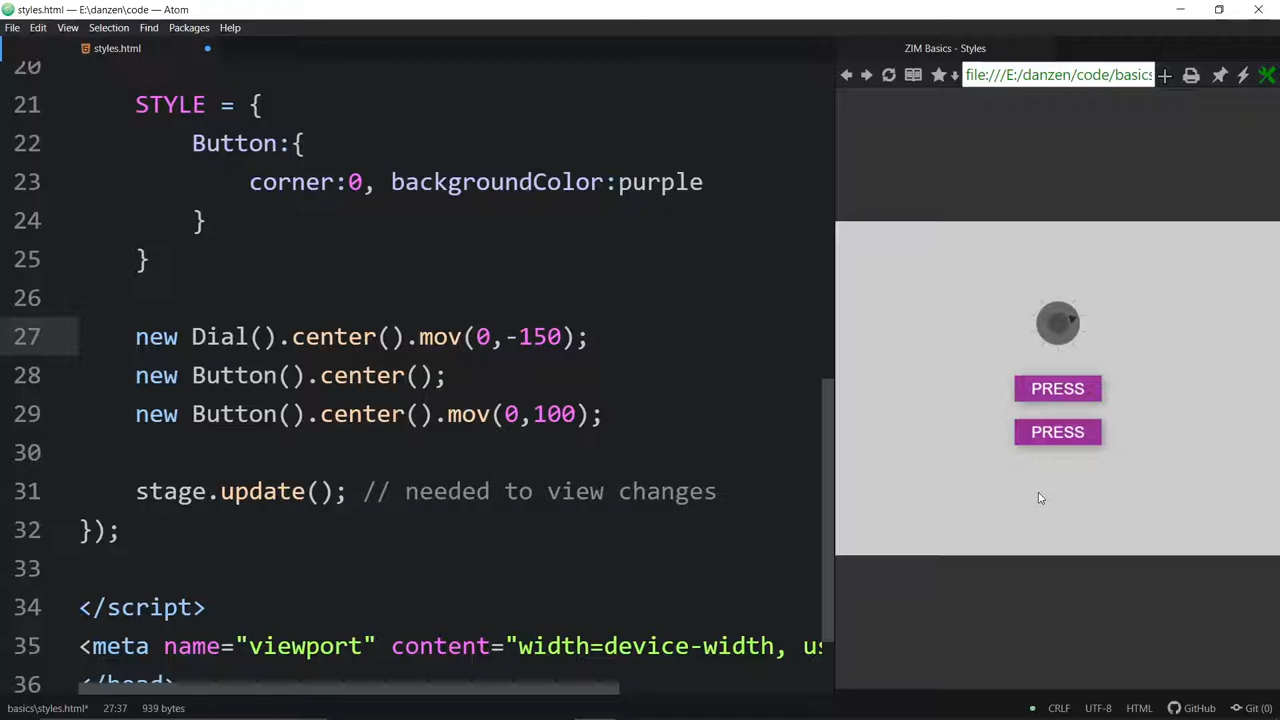 styles.html — E:\danzen\code — Atom
File Edit View Selection Find Packages Help
styles.html
ZIM Basics - Styles
file:///E:/danzen/code/basics
20
21 STYLE = {
22 Button:{
23 corner:0, backgroundColor:purple
24 }
25 }
26
27 new Dial().center().mov(0,-150);
28 new Button().center();
29 new Button().center().mov(0,100);
30
31 stage.update(); // needed to view changes
32 });
33
34 </script>
35 <meta name="viewport" content="width=device-width, us
36 </head>
PRESS
PRESS
basics\styles.html* 27:37 939 bytes
CRLF UTF-8 HTML GitHub Git (0)